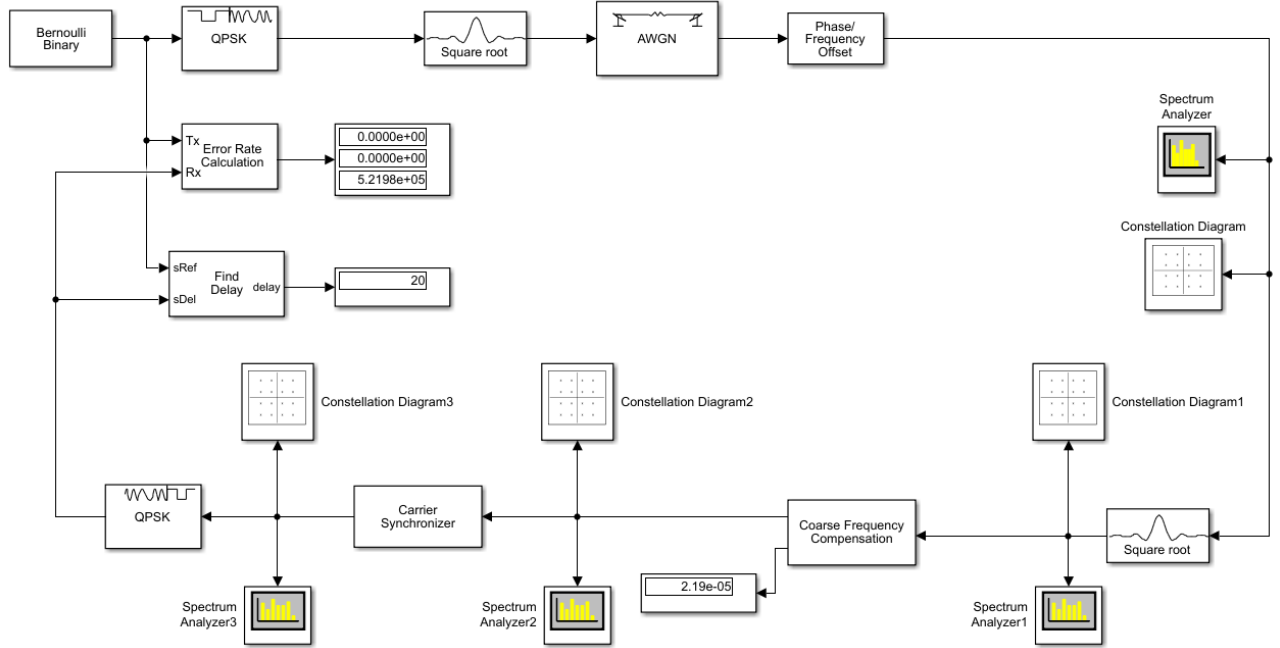 Bernoulli
Binary
QPSK
Square root
AWGN
Phase/
Frequency
Offset
Spectrum
Analyzer
Tx
Rx
Error Rate
Calculation
0.0000e+00
0.0000e+00
5.2198e+05
Constellation Diagram
sRef
sDel
Find
Delay
delay
20
Constellation Diagram3
Constellation Diagram2
Constellation Diagram1
QPSK
Carrier
Synchronizer
Coarse Frequency
Compensation
Square root
2.19e-05
Spectrum
Analyzer3
Spectrum
Analyzer2
Spectrum
Analyzer1